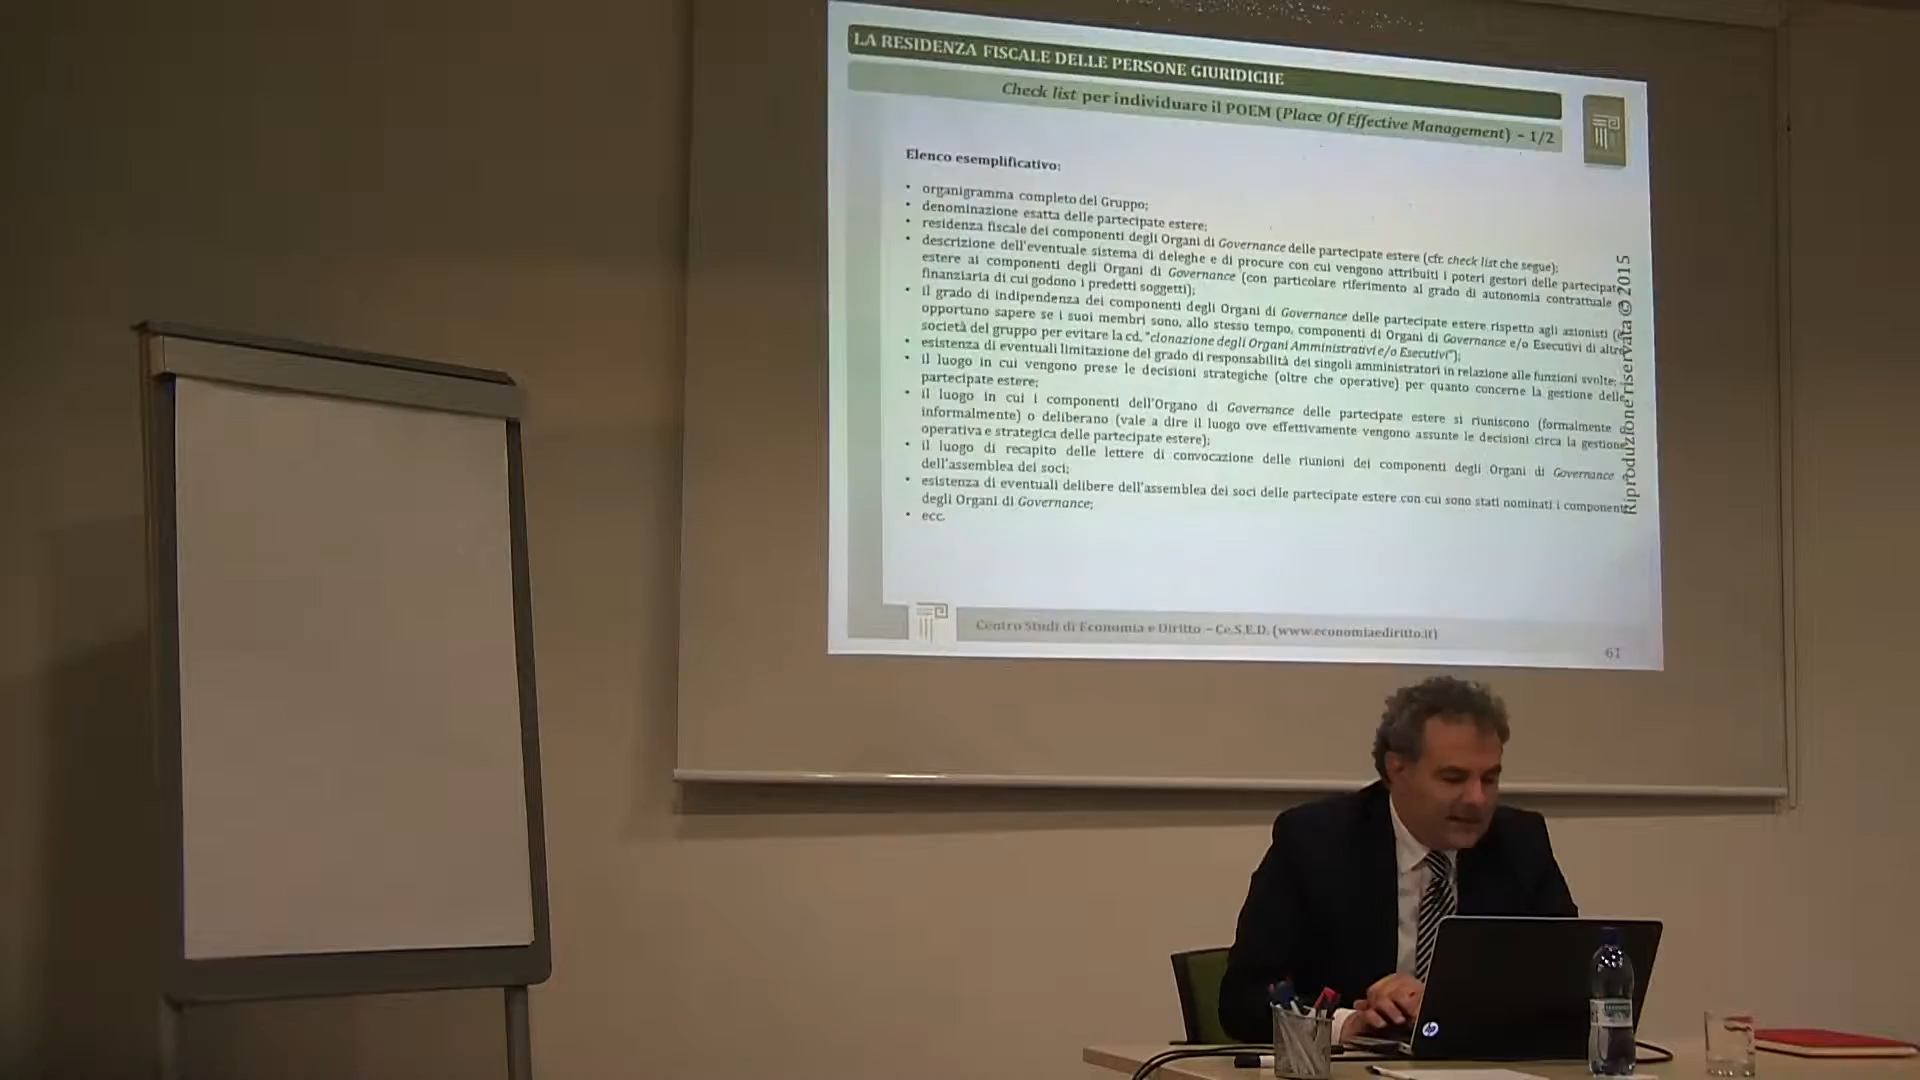 LA RESIDENZA FISCALE DELLE PERSONE GIURIDICHE
Check list per individuare il POEM (Place Of Effective Management) – 1/2
Elenco esemplificativo:
• organigramma completo del Gruppo;
• denominazione esatta delle partecipate estere;
• residenza fiscale dei componenti degli Organi di Governance delle partecipate estere (cfr. check list che segue);
• descrizione dell'eventuale sistema di deleghe e di procure con cui vengono attribuiti i poteri gestori delle partecipate
estere ai componenti degli Organi di Governance (con particolare riferimento al grado di autonomia contrattuale
finanziaria di cui godono i predetti soggetti);
• il grado di indipendenza dei componenti degli Organi di Governance delle partecipate estere rispetto agli azionisti
opportuno sapere se i suoi membri sono, allo stesso tempo, componenti di Organi di Governance e/o Esecutivi di altre
società del gruppo per evitare la cd. "clonazione degli Organi Amministrativi e/o Esecutivi");
• esistenza di eventuali limitazione del grado di responsabilità dei singoli amministratori in relazione alle funzioni svolte;
• il luogo in cui vengono prese le decisioni strategiche (oltre che operative) per quanto concerne la gestione delle
partecipate estere;
• il luogo in cui i componenti dell'Organo di Governance delle partecipate estere si riuniscono (formalmente
informalmente) o deliberano (vale a dire il luogo ove effettivamente vengono assunte le decisioni circa la gestione
operativa e strategica delle partecipate estere);
• il luogo di recapito delle lettere di convocazione delle riunioni dei componenti degli Organi di Governance
dell'assemblea dei soci;
• esistenza di eventuali delibere dell'assemblea dei soci delle partecipate estere con cui sono stati nominati i component
degli Organi di Governance;
• ecc.
Riproduzione riservata © 2015
Centro Studi di Economia e Diritto – Ce.S.E.D. (www.economiaediritto.it)
61
hp